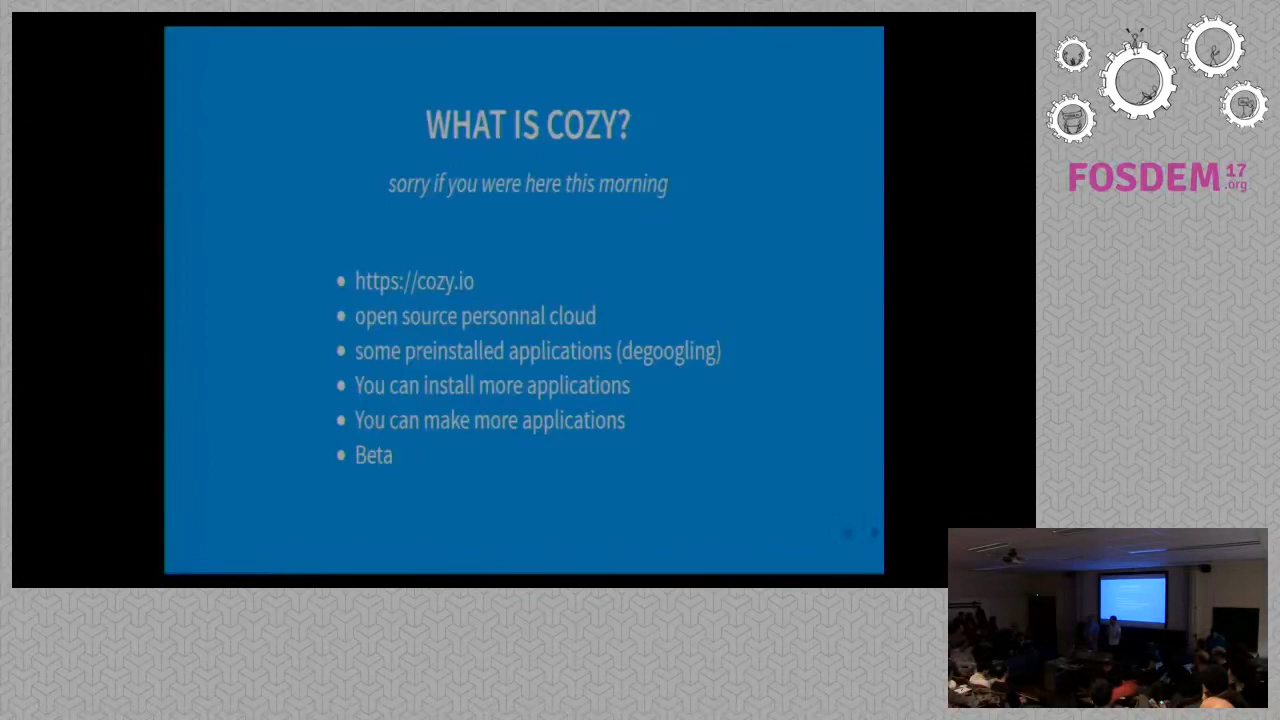 WHAT IS COZY?
sorry if you were here this morning
https://cozy.io
open source personnal cloud
some preinstalled applications (degoogling)
You can install more applications
You can make more applications
Beta
FOSDEM 17
.org